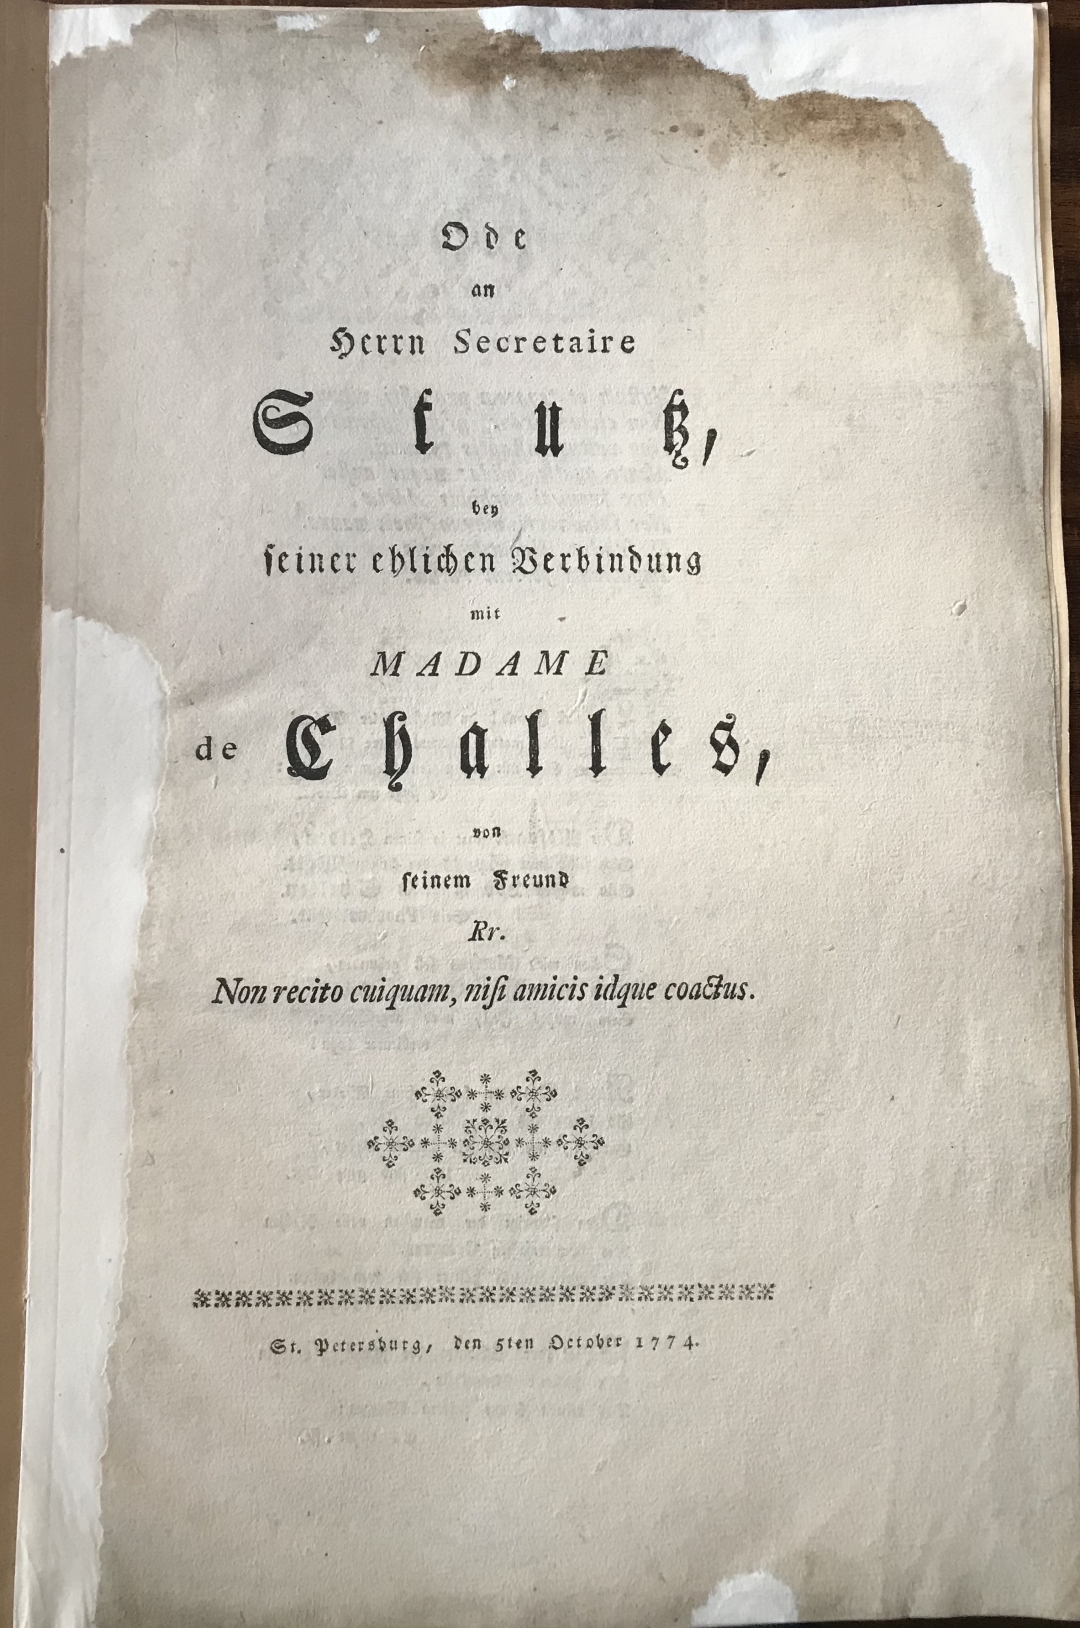 Ode
an
Herrn Secretaire
Skutz,
bey
seiner ehlichen Verbindung
mit
MADAME
de Challes,
von
seinem Freund
Rr.
Non recito cuiquam, niſi amicis idque coactus.
St. Petersburg, den 5ten October 1774.